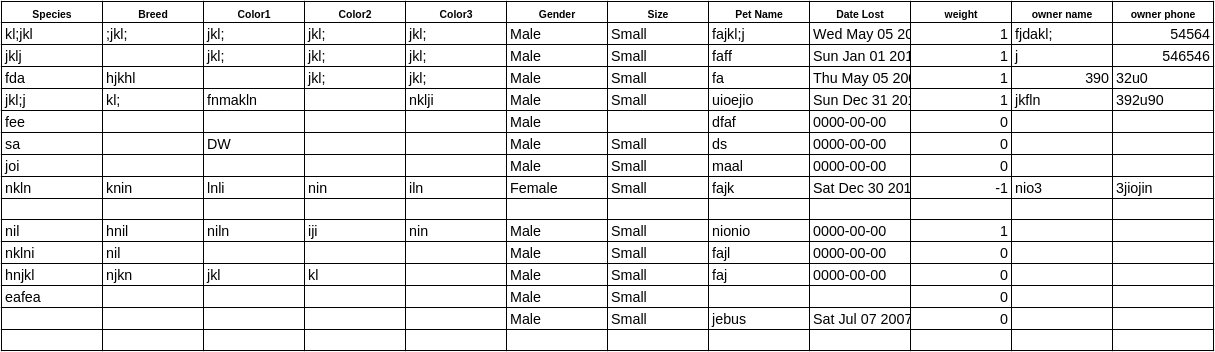 Species Breed Color1 Color2 Color3 Gender Size Pet Name Date Lost weight owner name owner phone
kl;jkl ;jkl; jkl; jkl; jkl; Male Small fajkl;j Wed May 05 20 1 fjdakl; 54564
jklj jkl; jkl; jkl; Male Small faff Sun Jan 01 201 1 j 546546
fda hjkhl jkl; jkl; Male Small fa Thu May 05 200 1 390 32u0
jkl;j kl; fnmakln nklji Male Small uioejio Sun Dec 31 201 1 jkfln 392u90
fee Male dfaf 0000-00-00 0
sa DW Male Small ds 0000-00-00 0
joi Male Small maal 0000-00-00 0
nkln knin lnli nin iln Female Small fajk Sat Dec 30 201 -1 nio3 3jiojin
nil hnil niln iji nin Male Small nionio 0000-00-00 1
nklni nil Male Small fajl 0000-00-00 0
hnjkl njkn jkl kl Male Small faj 0000-00-00 0
eafea Male Small 0
Male Small jebus Sat Jul 07 2007 0